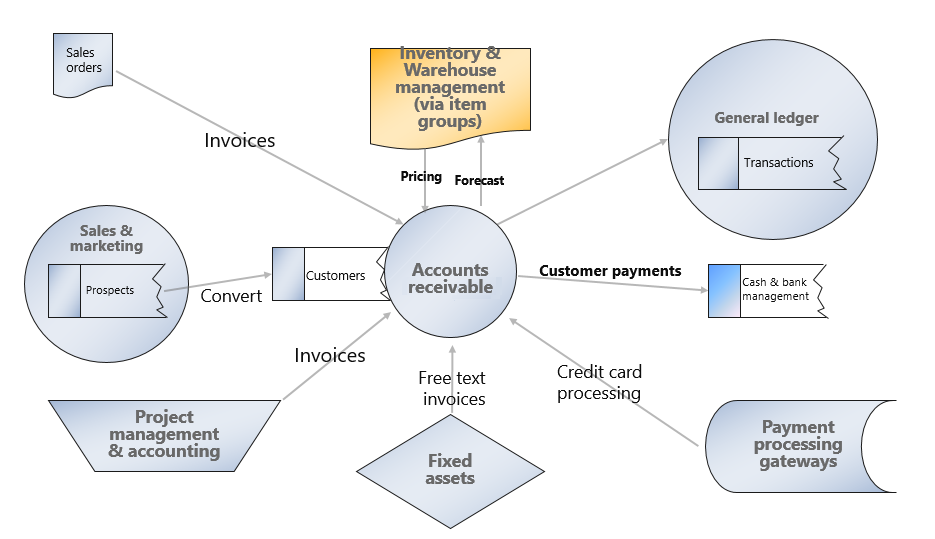 Sales
orders
Inventory &
Warehouse
management
(via item
groups)
General ledger
Transactions
Invoices
Pricing
Forecast
Sales &
marketing
Prospects
Convert
Customers
Accounts
receivable
Customer payments
Cash & bank
management
Invoices
Free text
invoices
Credit card
processing
Project
management
& accounting
Fixed
assets
Payment
processing
gateways